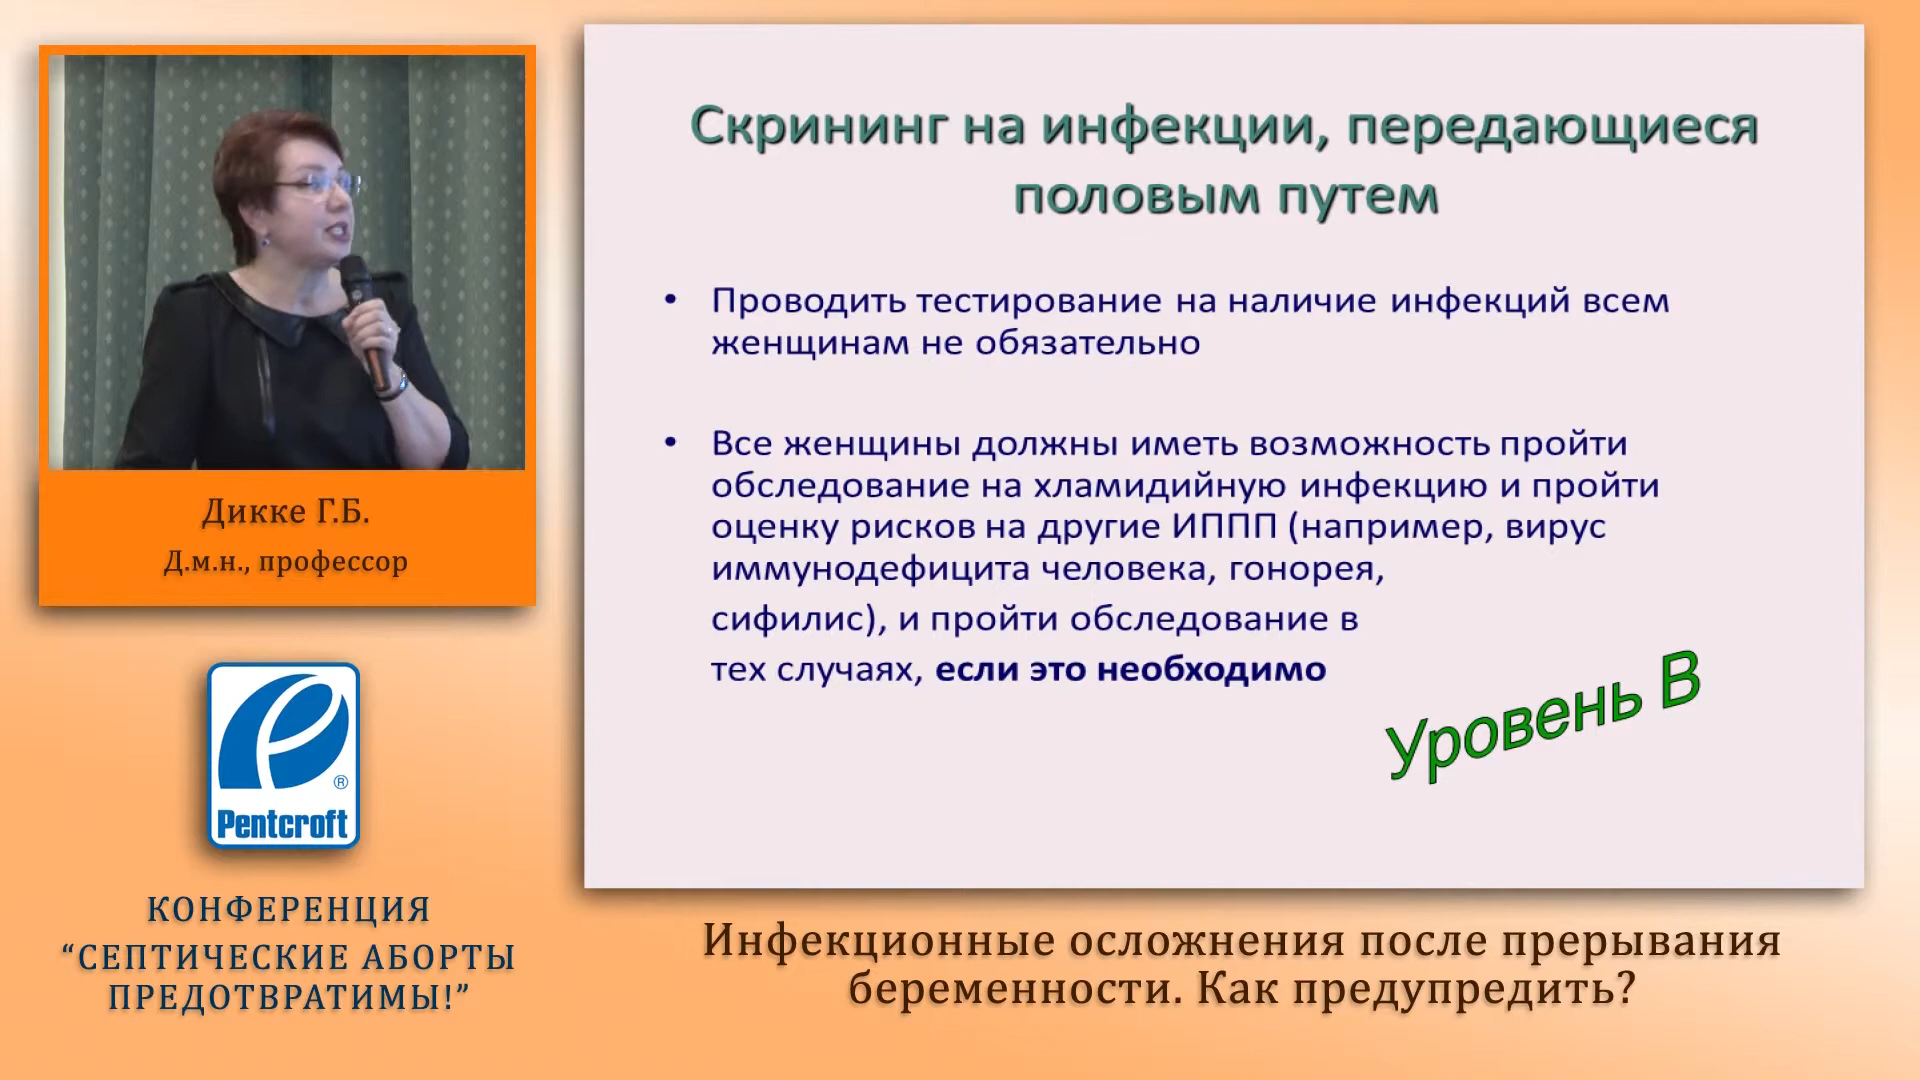 Скрининг на инфекции, передающиеся
половым путем
• Проводить тестирование на наличие инфекций всем
женщинам не обязательно
• Все женщины должны иметь возможность пройти
обследование на хламидийную инфекцию и пройти
оценку рисков на другие ИППП (например, вирус
иммунодефицита человека, гонорея,
сифилис), и пройти обследование в
тех случаях, если это необходимо
Уровень В
Дикке Г.Б.
Д.м.н., профессор
Pentcroft
®
КОНФЕРЕНЦИЯ
“СЕПТИЧЕСКИЕ АБОРТЫ
ПРЕДОТВРАТИМЫ!”
Инфекционные осложнения после прерывания
беременности. Как предупредить?